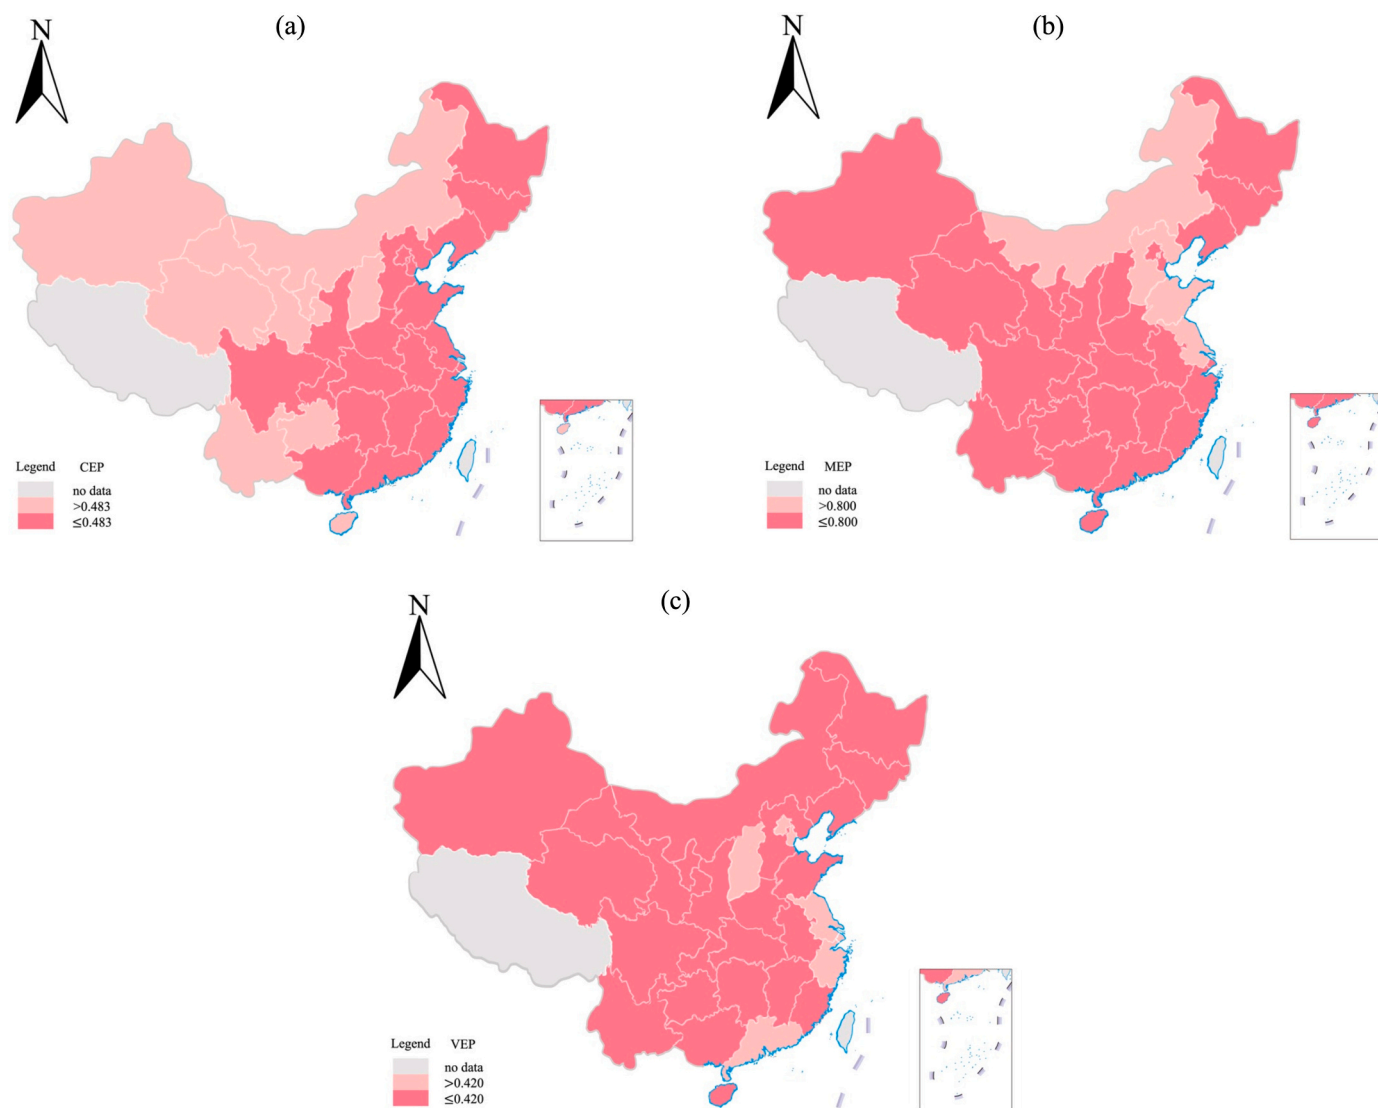 (a)
N
Legend CEP
no data
>0.483
≤0.483
(b)
N
Legend MEP
no data
>0.800
≤0.800
(c)
N
Legend VEP
no data
>0.420
≤0.420